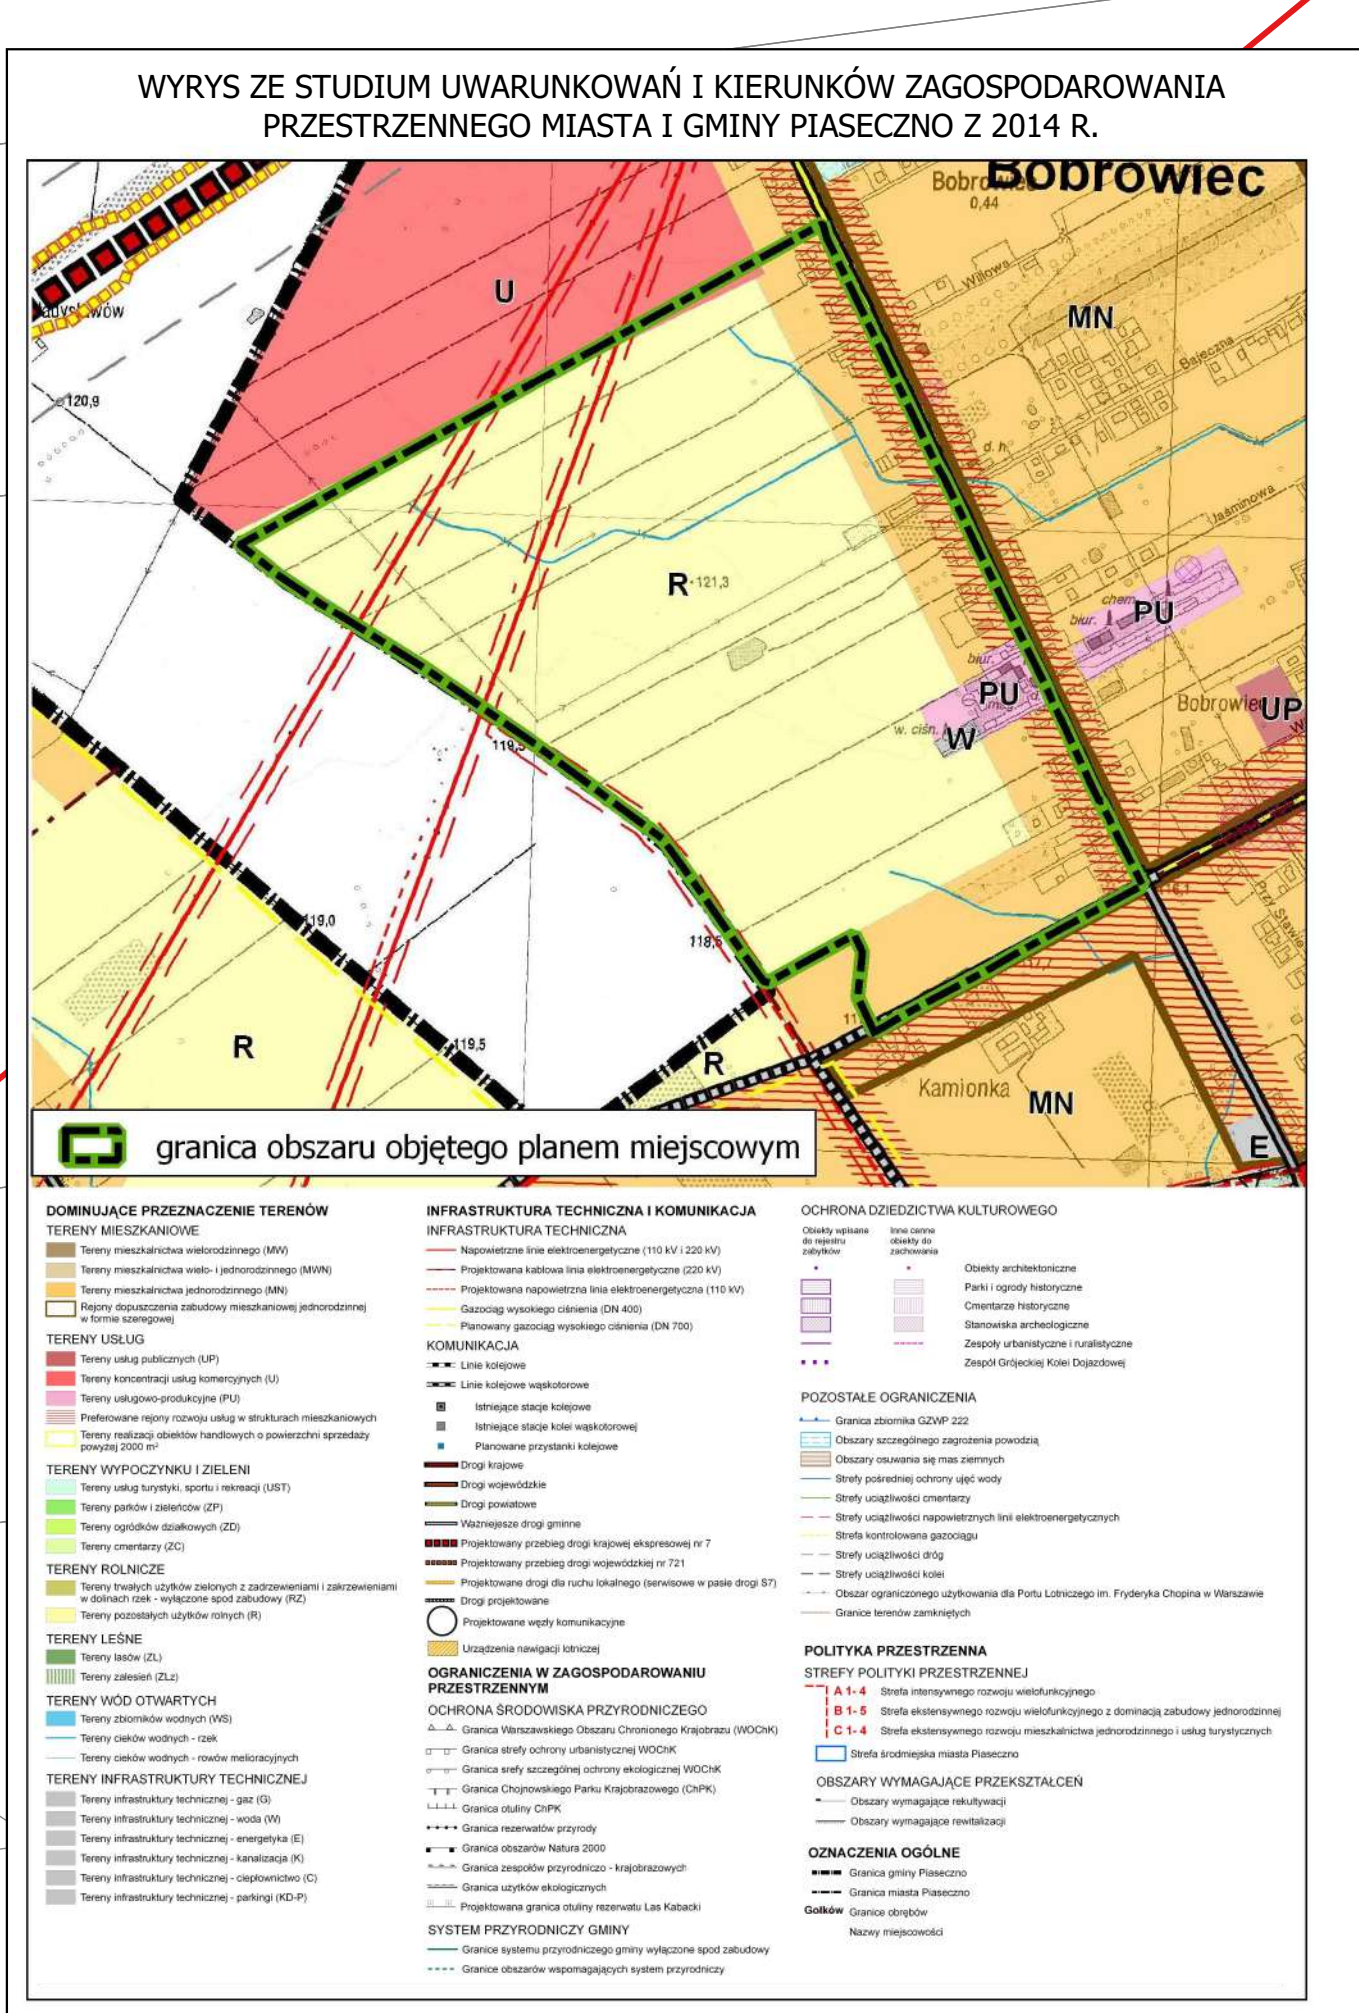 WYRYS ZE STUDIUM UWARUNKOWAŃ I KIERUNKÓW ZAGOSPODAROWANIA
PRZESTRZENNEGO MIASTA I GMINY PIASECZNO Z 2014 R.
Bobrowiec
Bobrowiec
0,44
Willowa
U
MN
Bajeczna
120,9
d. h.
Jaśminowa
R
121,3
chem.
biur.
PU
biur.
PU
mag.
w. ciśn.
W
Bobrowiec
UP
119,5
119,0
118,5
Przy Stawie
119,5
R
R
Kamionka
MN
E
granica obszaru objętego planem miejscowym
DOMINUJĄCE PRZEZNACZENIE TERENÓW
TERENY MIESZKANIOWE
Tereny mieszkalnictwa wielorodzinnego (MW)
Tereny mieszkalnictwa wielo- i jednorodzinnego (MWN)
Tereny mieszkalnictwa jednorodzinnego (MN)
Rejony dopuszczenia zabudowy mieszkaniowej jednorodzinnej
w formie szeregowej
TERENY USŁUG
Tereny usług publicznych (UP)
Tereny koncentracji usług komercyjnych (U)
Tereny usługowo-produkcyjne (PU)
Preferowane rejony rozwoju usług w strukturach mieszkaniowych
Tereny realizacji obiektów handlowych o powierzchni sprzedaży
powyżej 2000 m²
TERENY WYPOCZYNKU I ZIELENI
Tereny usług turystyki, sportu i rekreacji (UST)
Tereny parków i zieleńców (ZP)
Tereny ogródków działkowych (ZD)
Tereny cmentarzy (ZC)
TERENY ROLNICZE
Tereny trwałych użytków zielonych z zadrzewieniami i zakrzewieniami
w dolinach rzek - wyłączone spod zabudowy (RZ)
Tereny pozostałych użytków rolnych (R)
TERENY LEŚNE
Tereny lasów (ZL)
Tereny zalesień (ZLz)
TERENY WÓD OTWARTYCH
Tereny zbiorników wodnych (WS)
Tereny cieków wodnych - rzek
Tereny cieków wodnych - rowów melioracyjnych
TERENY INFRASTRUKTURY TECHNICZNEJ
Tereny infrastruktury technicznej - gaz (G)
Tereny infrastruktury technicznej - woda (W)
Tereny infrastruktury technicznej - energetyka (E)
Tereny infrastruktury technicznej - kanalizacja (K)
Tereny infrastruktury technicznej - ciepłownictwo (C)
Tereny infrastruktury technicznej - parkingi (KD-P)
INFRASTRUKTURA TECHNICZNA I KOMUNIKACJA
INFRASTRUKTURA TECHNICZNA
Napowietrzne linie elektroenergetyczne (110 kV i 220 kV)
Projektowana kablowa linia elektroenergetyczne (220 kV)
Projektowana napowietrzna linia elektroenergetyczna (110 kV)
Gazociąg wysokiego ciśnienia (DN 400)
Planowany gazociąg wysokiego ciśnienia (DN 700)
KOMUNIKACJA
Linie kolejowe
Linie kolejowe wąskotorowe
Istniejące stacje kolejowe
Istniejące stacje kolei wąskotorowej
Planowane przystanki kolejowe
Drogi krajowe
Drogi wojewódzkie
Drogi powiatowe
Ważniejesze drogi gminne
Projektowany przebieg drogi krajowej ekspresowej nr 7
Projektowany przebieg drogi wojewódzkiej nr 721
Projektowane drogi dla ruchu lokalnego (serwisowe w pasie drogi S7)
Drogi projektowane
Projektowane węzły komunikacyjne
Urządzenia nawigacji lotniczej
OGRANICZENIA W ZAGOSPODAROWANIU
PRZESTRZENNYM
OCHRONA ŚRODOWISKA PRZYRODNICZEGO
Granica Warszawskiego Obszaru Chronionego Krajobrazu (WOChK)
Granica strefy ochrony urbanistycznej WOChK
Granica srefy szczególnej ochrony ekologicznej WOChK
Granica Chojnowskiego Parku Krajobrazowego (ChPK)
Granica otuliny ChPK
Granica rezerwatów przyrody
Granica obszarów Natura 2000
Granica zespołów przyrodniczo - krajobrazowych
Granica użytków ekologicznych
Projektowana granica otuliny rezerwatu Las Kabacki
SYSTEM PRZYRODNICZY GMINY
Granice systemu przyrodniczego gminy wyłączone spod zabudowy
Granice obszarów wspomagających system przyrodniczy
OCHRONA DZIEDZICTWA KULTUROWEGO
Obiekty wpisane
do rejestru
zabytków
Inne cenne
obiekty do
zachowania
Obiekty architektoniczne
Parki i ogrody historyczne
Cmentarze historyczne
Stanowiska archeologiczne
Zespoły urbanistyczne i ruralistyczne
Zespół Grójeckiej Kolei Dojazdowej
POZOSTAŁE OGRANICZENIA
Granica zbiornika GZWP 222
Obszary szczególnego zagrożenia powodzią
Obszary osuwania się mas ziemnych
Strefy pośredniej ochrony ujęć wody
Strefy uciążliwości cmentarzy
Strefy uciążliwości napowietrznych linii elektroenergetycznych
Strefa kontrolowana gazociągu
Strefy uciążliwości dróg
Strefy uciążliwości kolei
Obszar ograniczonego użytkowania dla Portu Lotniczego im. Fryderyka Chopina w Warszawie
Granice terenów zamkniętych
POLITYKA PRZESTRZENNA
STREFY POLITYKI PRZESTRZENNEJ
A 1- 4 Strefa intensywnego rozwoju wielofunkcyjnego
B 1- 5 Strefa ekstensywnego rozwoju wielofunkcyjnego z dominacją zabudowy jednorodzinnej
C 1- 4 Strefa ekstensywnego rozwoju mieszkalnictwa jednorodzinnego i usług turystycznych
Strefa śródmiejska miasta Piaseczno
OBSZARY WYMAGAJĄCE PRZEKSZTAŁCEŃ
Obszary wymagające rekultywacji
Obszary wymagające rewitalizacji
OZNACZENIA OGÓLNE
Granica gminy Piaseczno
Granica miasta Piaseczno
Gołków Granice obrębów
Nazwy miejscowości